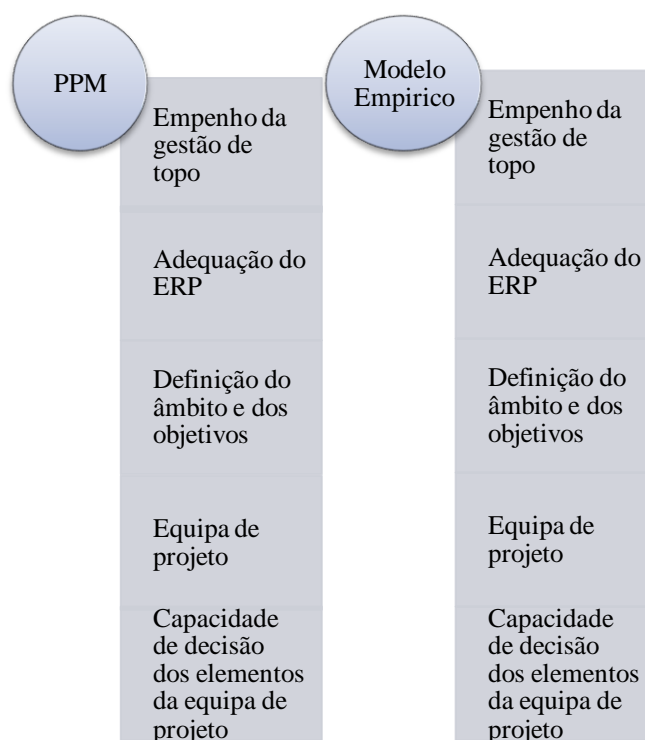 PPM
Empenho da
gestão de
topo
Adequação do
ERP
Definição do
âmbito e dos
objetivos
Equipa de
projeto
Capacidade
de decisão
dos elementos
da equipa de
projeto
Modelo
Empirico
Empenho da
gestão de
topo
Adequação do
ERP
Definição do
âmbito e dos
objetivos
Equipa de
projeto
Capacidade
de decisão
dos elementos
da equipa de
projeto